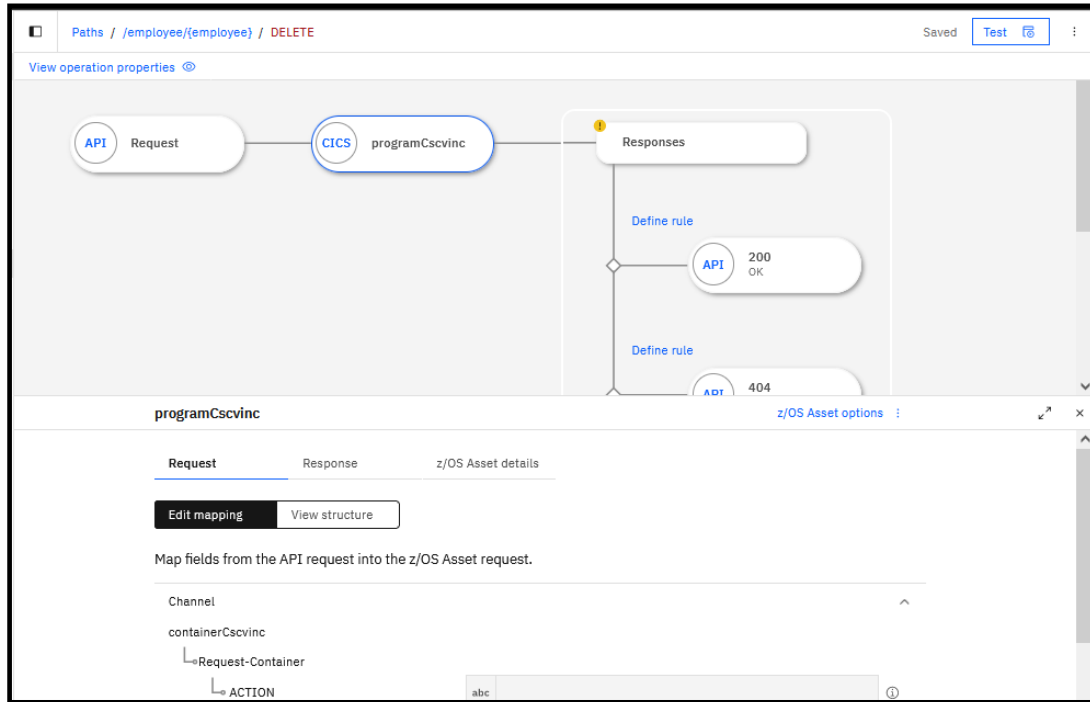 Paths / /employee/{employee} / DELETE
Saved
Test
View operation properties
API Request
CICS programCscvinc
Responses
Define rule
API 200
OK
Define rule
API 404
programCscvinc
z/OS Asset options
Request Response z/OS Asset details
Edit mapping View structure
Map fields from the API request into the z/OS Asset request.
Channel
containerCscvinc
Request-Container
ACTION abc